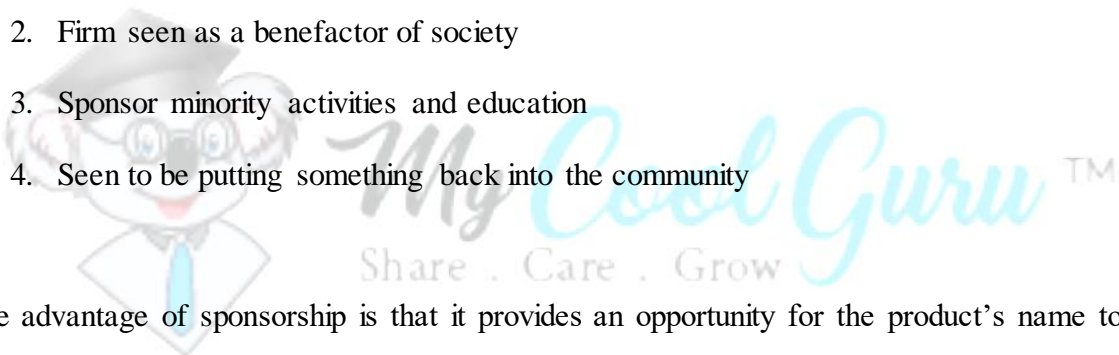 2. Firm seen as a benefactor of society
3. Sponsor minority activities and education
4. Seen to be putting something back into the community
My Cool Guru TM
Share . Care . Grow
e advantage of sponsorship is that it provides an opportunity for the product’s name to